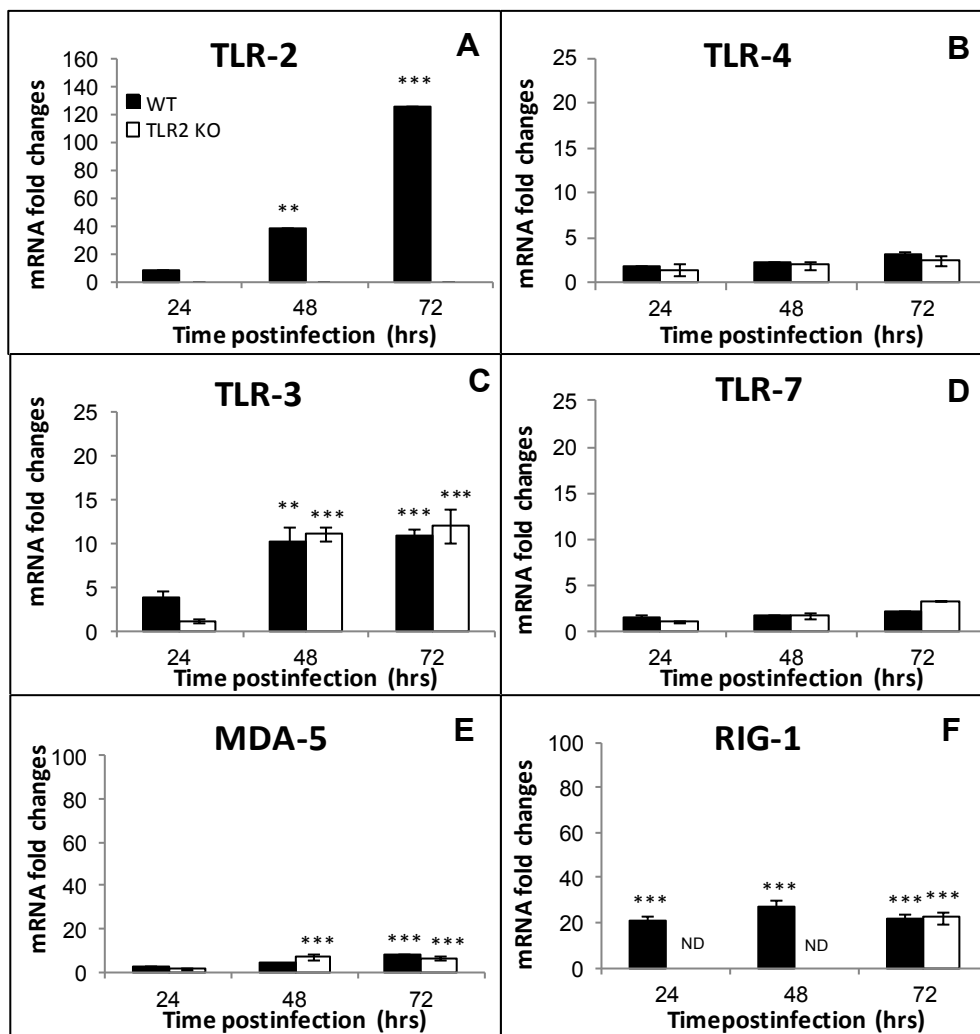 TLR-2
A
mRNA fold changes
160
140
120
100
80
60
40
20
0
WT
TLR2 KO
**
***
24
48
72
Time postinfection (hrs)
TLR-4
B
mRNA fold changes
25
20
15
10
5
0
24
48
72
Time postinfection (hrs)
TLR-3
C
mRNA fold changes
25
20
15
10
5
0
**
***
***
***
24
48
72
Time postinfection (hrs)
TLR-7
D
mRNA fold changes
25
20
15
10
5
0
24
48
72
Time postinfection (hrs)
MDA-5
E
mRNA fold changes
100
80
60
40
20
0
***
***
***
24
48
72
Time postinfection (hrs)
RIG-1
F
mRNA fold changes
100
80
60
40
20
0
***
ND
***
ND
***
***
24
48
72
Timepostinfection (hrs)